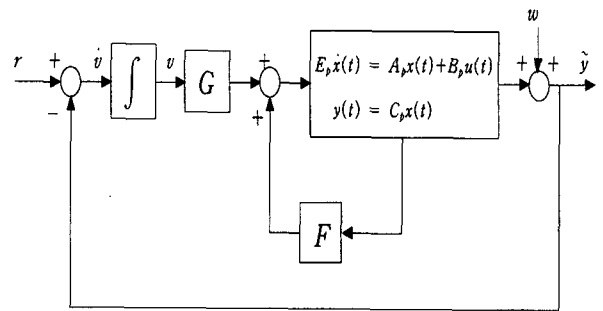 w
r + v̇ ∫ v G + E_p ẋ(t) = A_p x(t)+B_p u(t) + + ỹ
− + y(t) = C_p x(t)
F